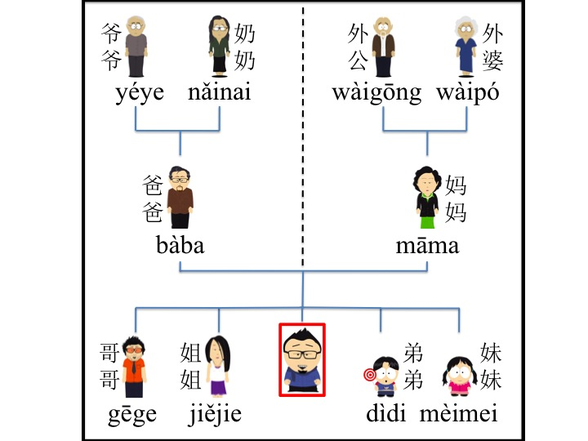 爷爷
奶奶
外公
外婆
yéye nǎinai wàigōng wàipó
爸爸
妈妈
bàba māma
哥哥
姐姐
弟弟
妹妹
gēge jiějie dìdi mèimei